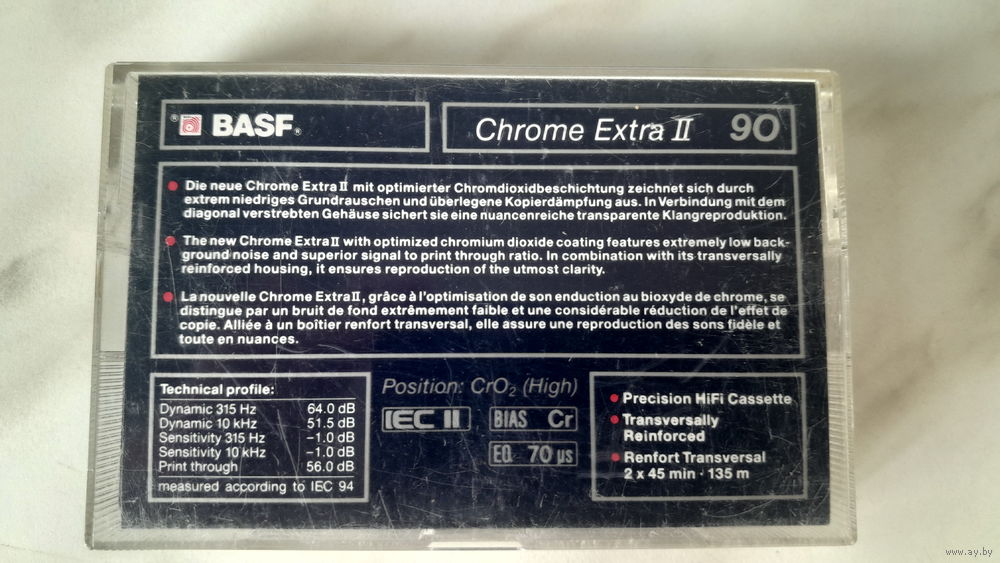 ® BASF®
Chrome Extra II 90
Die neue Chrome Extra II mit optimierter Chromdioxidbeschichtung zeichnet sich durch
extrem niedriges Grundrauschen und überlegene Kopierdämpfung aus. In Verbindung mit dem
diagonal verstrebten Gehäuse sichert sie eine nuancenreiche transparente Klangreproduktion.
The new Chrome Extra II with optimized chromium dioxide coating features extremely low back-
ground noise and superior signal to print through ratio. In combination with its transversally
reinforced housing, it ensures reproduction of the utmost clarity.
La nouvelle Chrome Extra II, grâce à l'optimisation de son enduction au bioxyde de chrome, se
distingue par un bruit de fond extrêmement faible et une considérable réduction de l'effet de
copie. Alliée à un boîtier renfort transversal, elle assure une reproduction des sons fidèle et
toute en nuances.
Technical profile:
Dynamic 315 Hz 64.0 dB
Dynamic 10 kHz 51.5 dB
Sensitivity 315 Hz -1.0 dB
Sensitivity 10 kHz -1.0 dB
Print through 56.0 dB
measured according to IEC 94
Position: CrO₂ (High)
IEC II BIAS Cr
EQ 70 µs
Precision HiFi Cassette
Transversally
Reinforced
Renfort Transversal
2 x 45 min · 135 m
www.ay.by